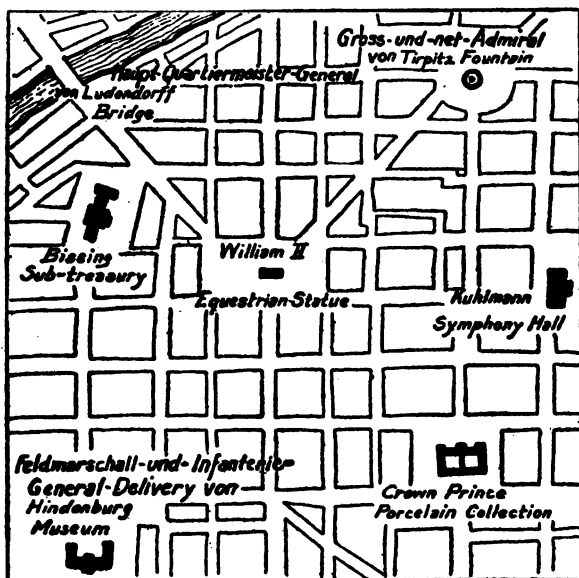 Gross-und-net-Admiral
von Tirpitz Fountain
Haupt-Quartiermeister-General
von Ludendorff
Bridge
Bissing
Sub-treasury
William II
Equestrian-Statue
Kuhlmann
Symphony Hall
Feldmarschall-und-Infanterie-
General-Delivery von
Hindenburg
Museum
Crown Prince
Porcelain Collection